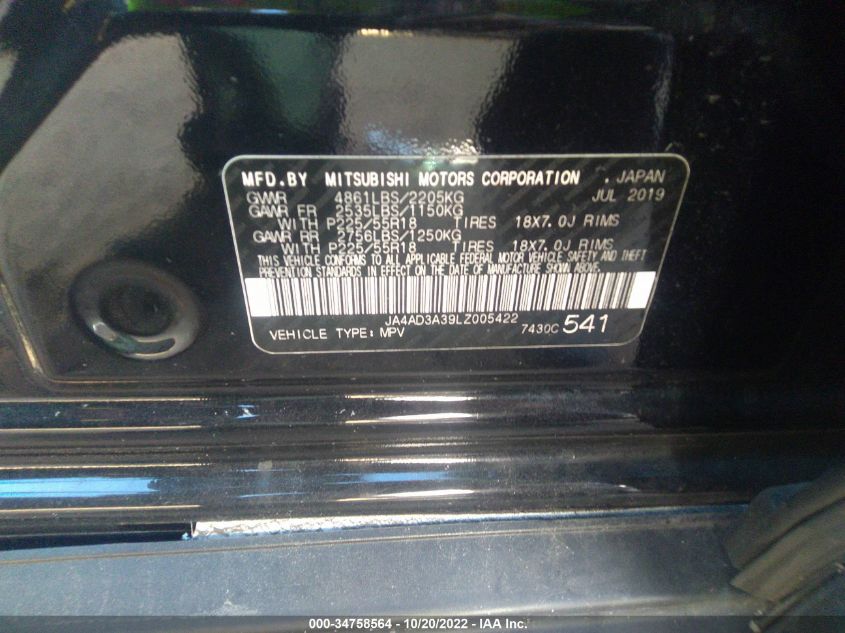 MFD.BY MITSUBISHI MOTORS CORPORATION . JAPAN
GVWR 4861LBS/2205KG JUL 2019
GAWR FR 2535LBS/1150KG
WITH P225/55R18 TIRES 18X7.0J RIMS
GAWR RR 2756LBS/1250KG
WITH P225/55R18 TIRES 18X7.0J RIMS
THIS VEHICLE CONFORMS TO ALL APPLICABLE FEDERAL MOTOR VEHICLE SAFETY AND THEFT
PREVENTION STANDARDS IN EFFECT ON THE DATE OF MANUFACTURE SHOWN ABOVE.
JA4AD3A39LZ005422
VEHICLE TYPE: MPV 7430C 541
000-34758564 - 10/20/2022 - IAA Inc.